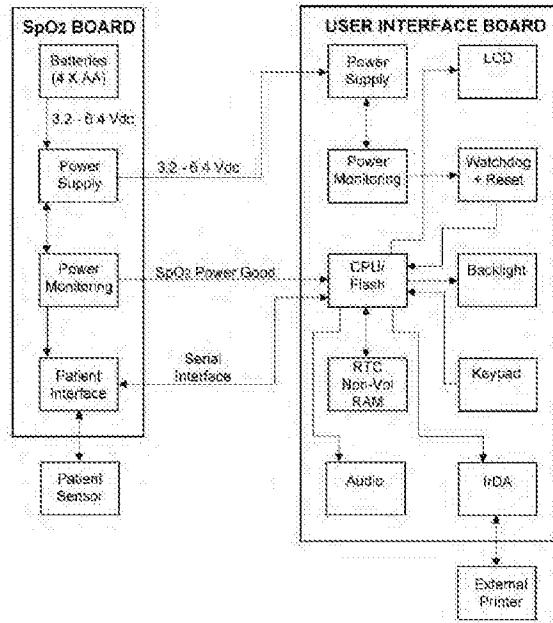 SpO2 BOARD
Batteries
(4 X AA)
3.2 - 6.4 Vdc
Power
Supply
3.2 - 6.4 Vdc
Power
Monitoring
SpO2 Power Good
Serial
Interface
Patient
Interface
Patient
Sensor
USER INTERFACE BOARD
Power
Supply
LCD
Power
Monitoring
Watchdog
+ Reset
CPU/
Flash
Backlight
RTC
Non-Vol
RAM
Keypad
Audio
IrDA
External
Printer